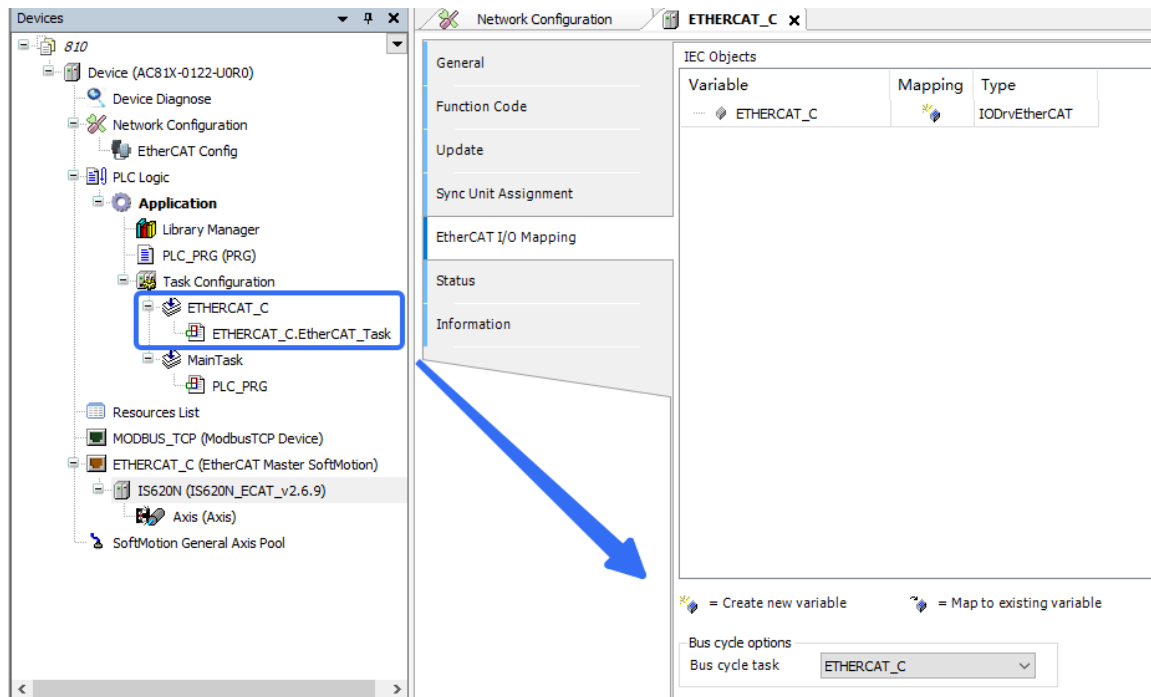 Devices
810
Device (AC81X-0122-U0R0)
Device Diagnose
Network Configuration
EtherCAT Config
PLC Logic
Application
Library Manager
PLC_PRG (PRG)
Task Configuration
ETHERCAT_C
ETHERCAT_C.EtherCAT_Task
MainTask
PLC_PRG
Resources List
MODBUS_TCP (ModbusTCP Device)
ETHERCAT_C (EtherCAT Master SoftMotion)
IS620N (IS620N_ECAT_v2.6.9)
Axis (Axis)
SoftMotion General Axis Pool
Network Configuration
ETHERCAT_C
General
Function Code
Update
Sync Unit Assignment
EtherCAT I/O Mapping
Status
Information
IEC Objects
Variable Mapping Type
ETHERCAT_C IODrvEtherCAT
= Create new variable = Map to existing variable
Bus cycle options
Bus cycle task ETHERCAT_C